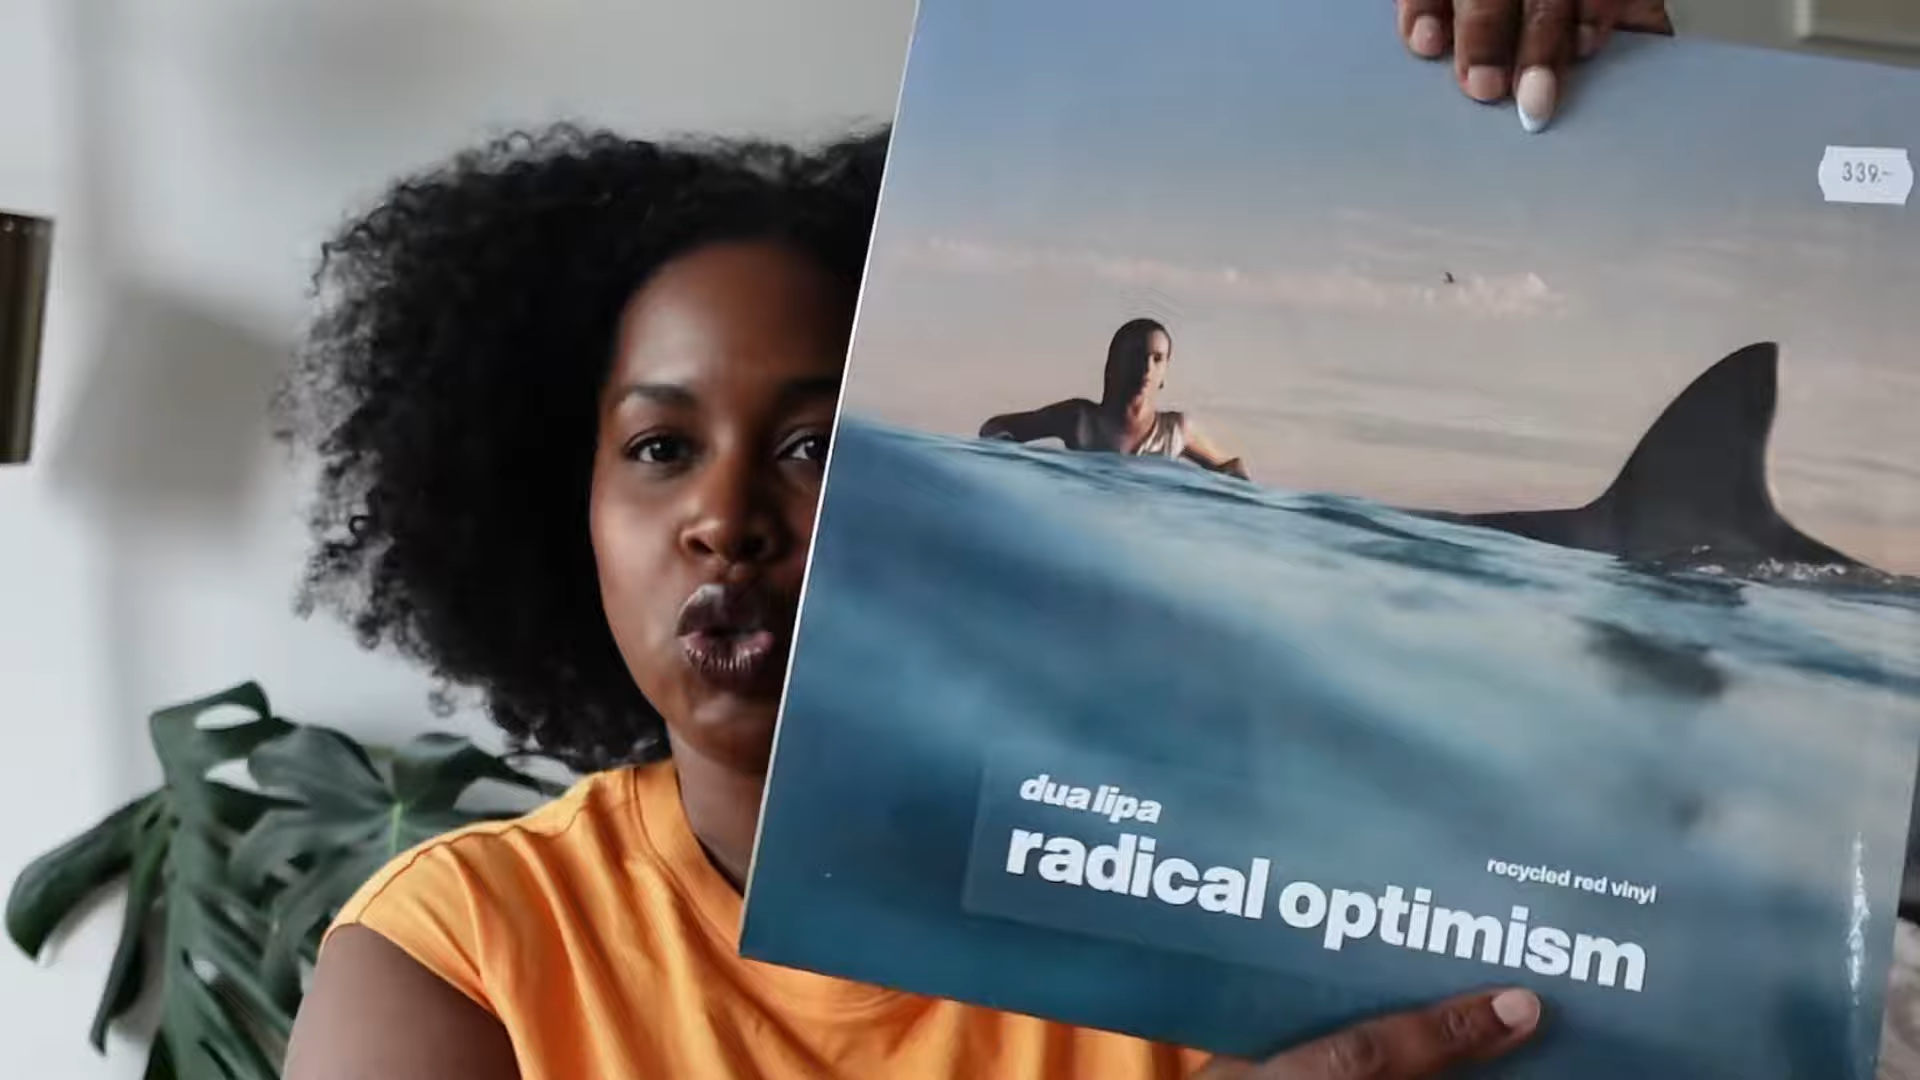 339.-
dua lipa
radical optimism
recycled red vinyl